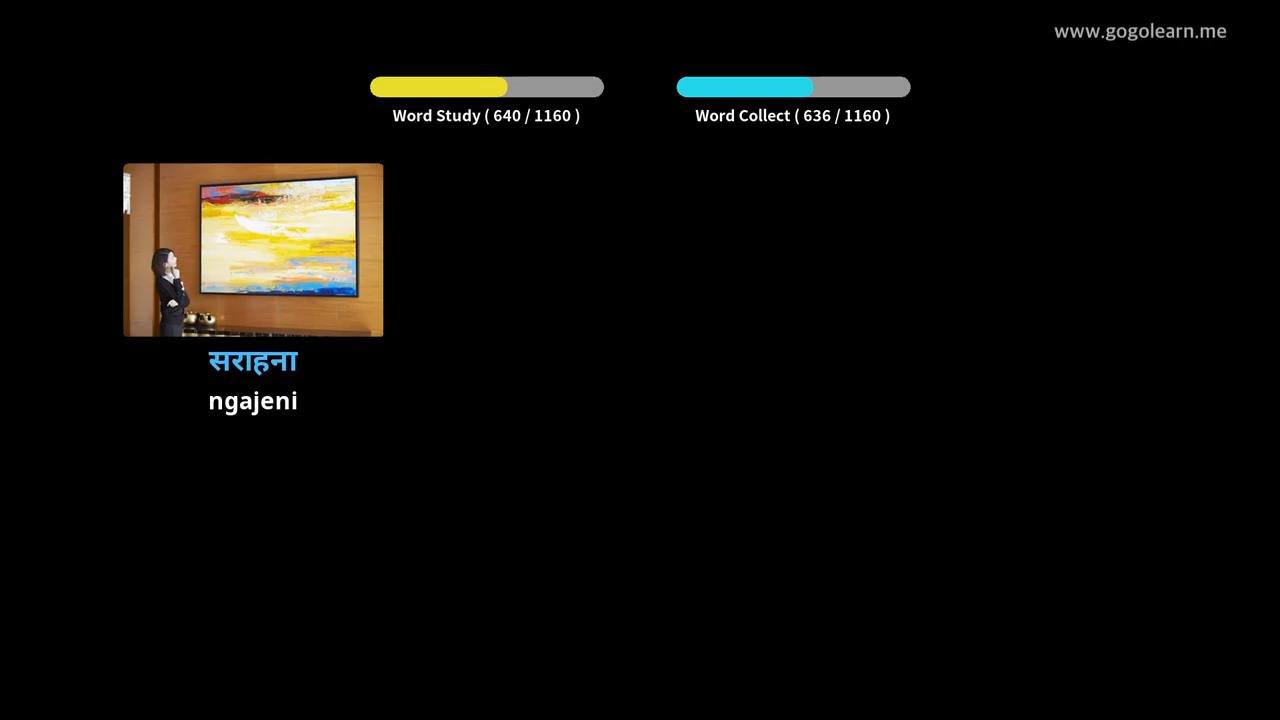 www.gogolearn.me
Word Study ( 640 / 1160 )
Word Collect ( 636 / 1160 )
सराहना
ngajeni